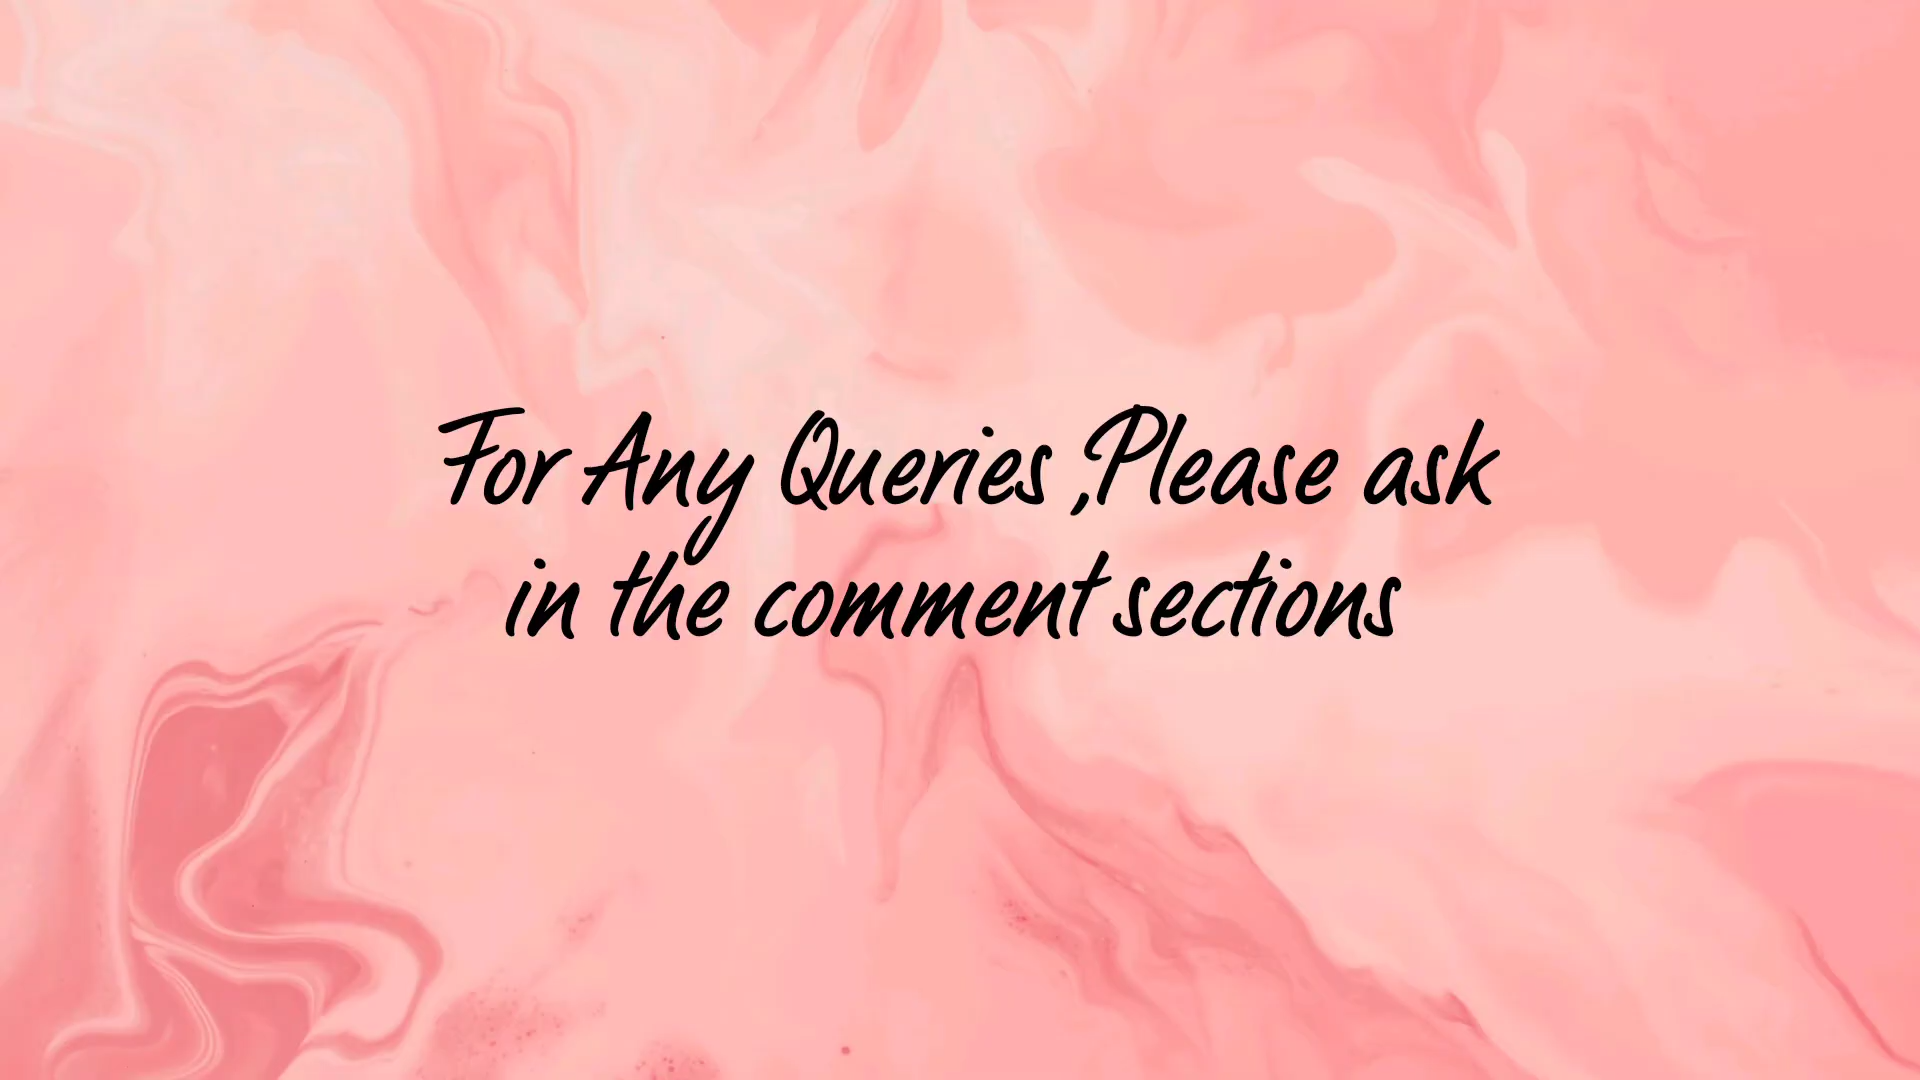 For Any Queries ,Please ask
in the comment sections